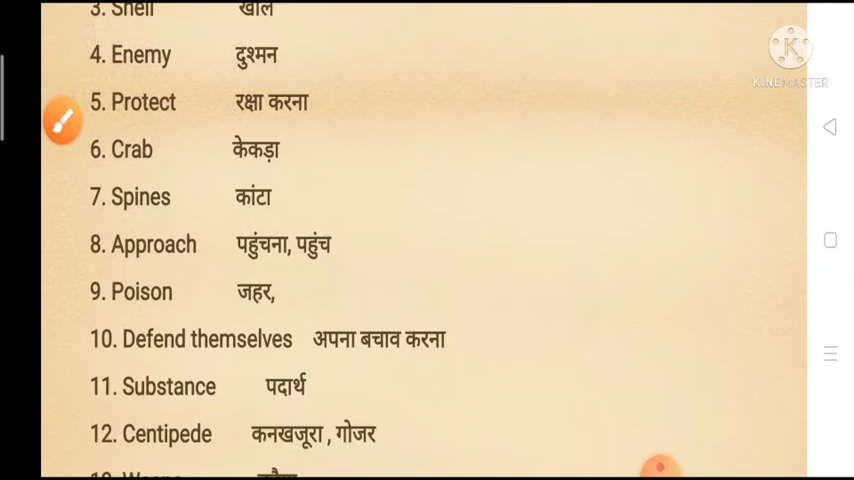 3. Shell खोल
4. Enemy दुश्मन
K
KINEMASTER
5. Protect रक्षा करना
6. Crab केकड़ा
7. Spines कांटा
8. Approach पहुंचना, पहुंच
9. Poison जहर,
10. Defend themselves अपना बचाव करना
11. Substance पदार्थ
12. Centipede कनखजूरा , गोजर